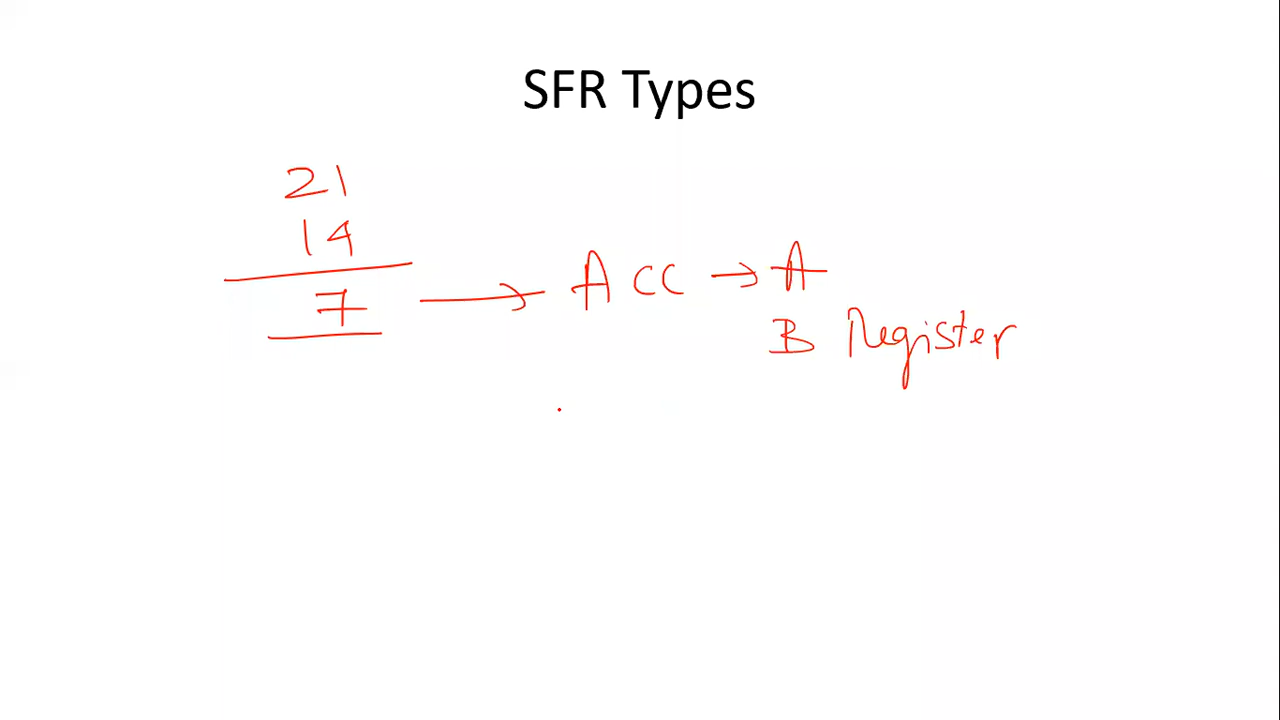 SFR Types
21
14
7 → ACC → A
B Register